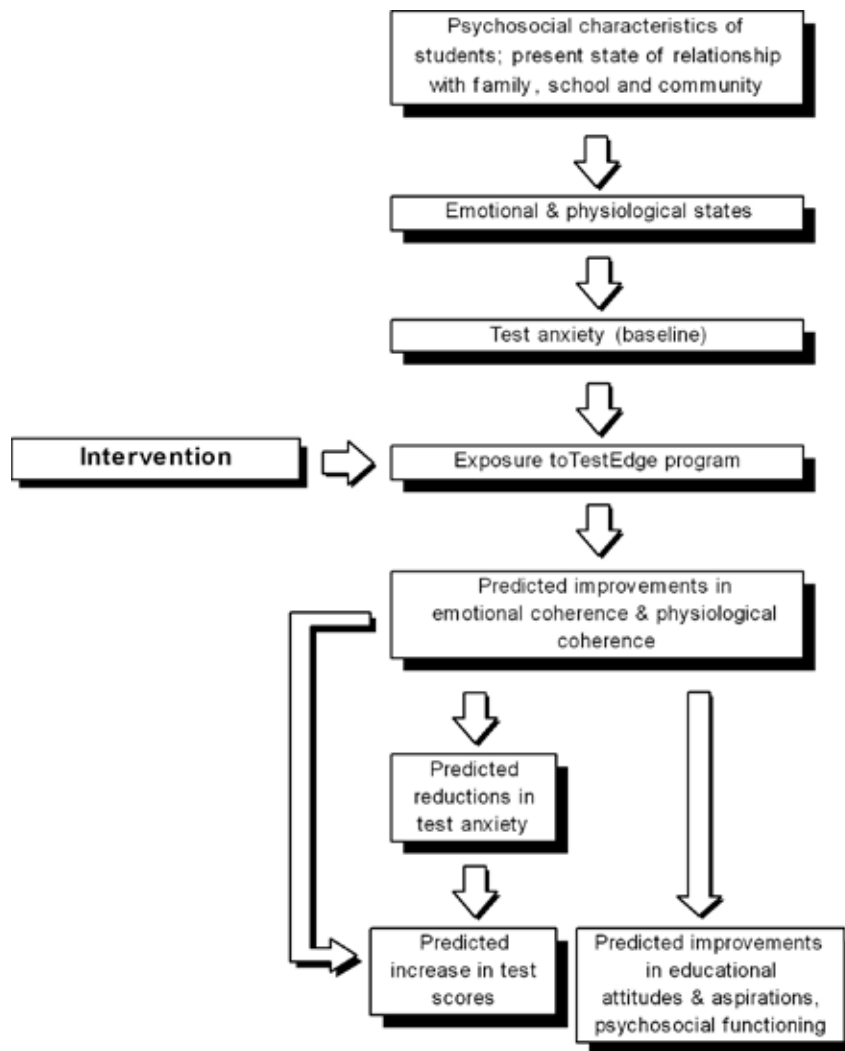 Psychosocial characteristics of
students; present state of relationship
with family, school and community
Emotional & physiological states
Test anxiety (baseline)
Intervention
Exposure toTestEdge program
Predicted improvements in
emotional coherence & physiological
coherence
Predicted
reductions in
test anxiety
Predicted
increase in test
scores
Predicted improvements
in educational
attitudes & aspirations,
psychosocial functioning